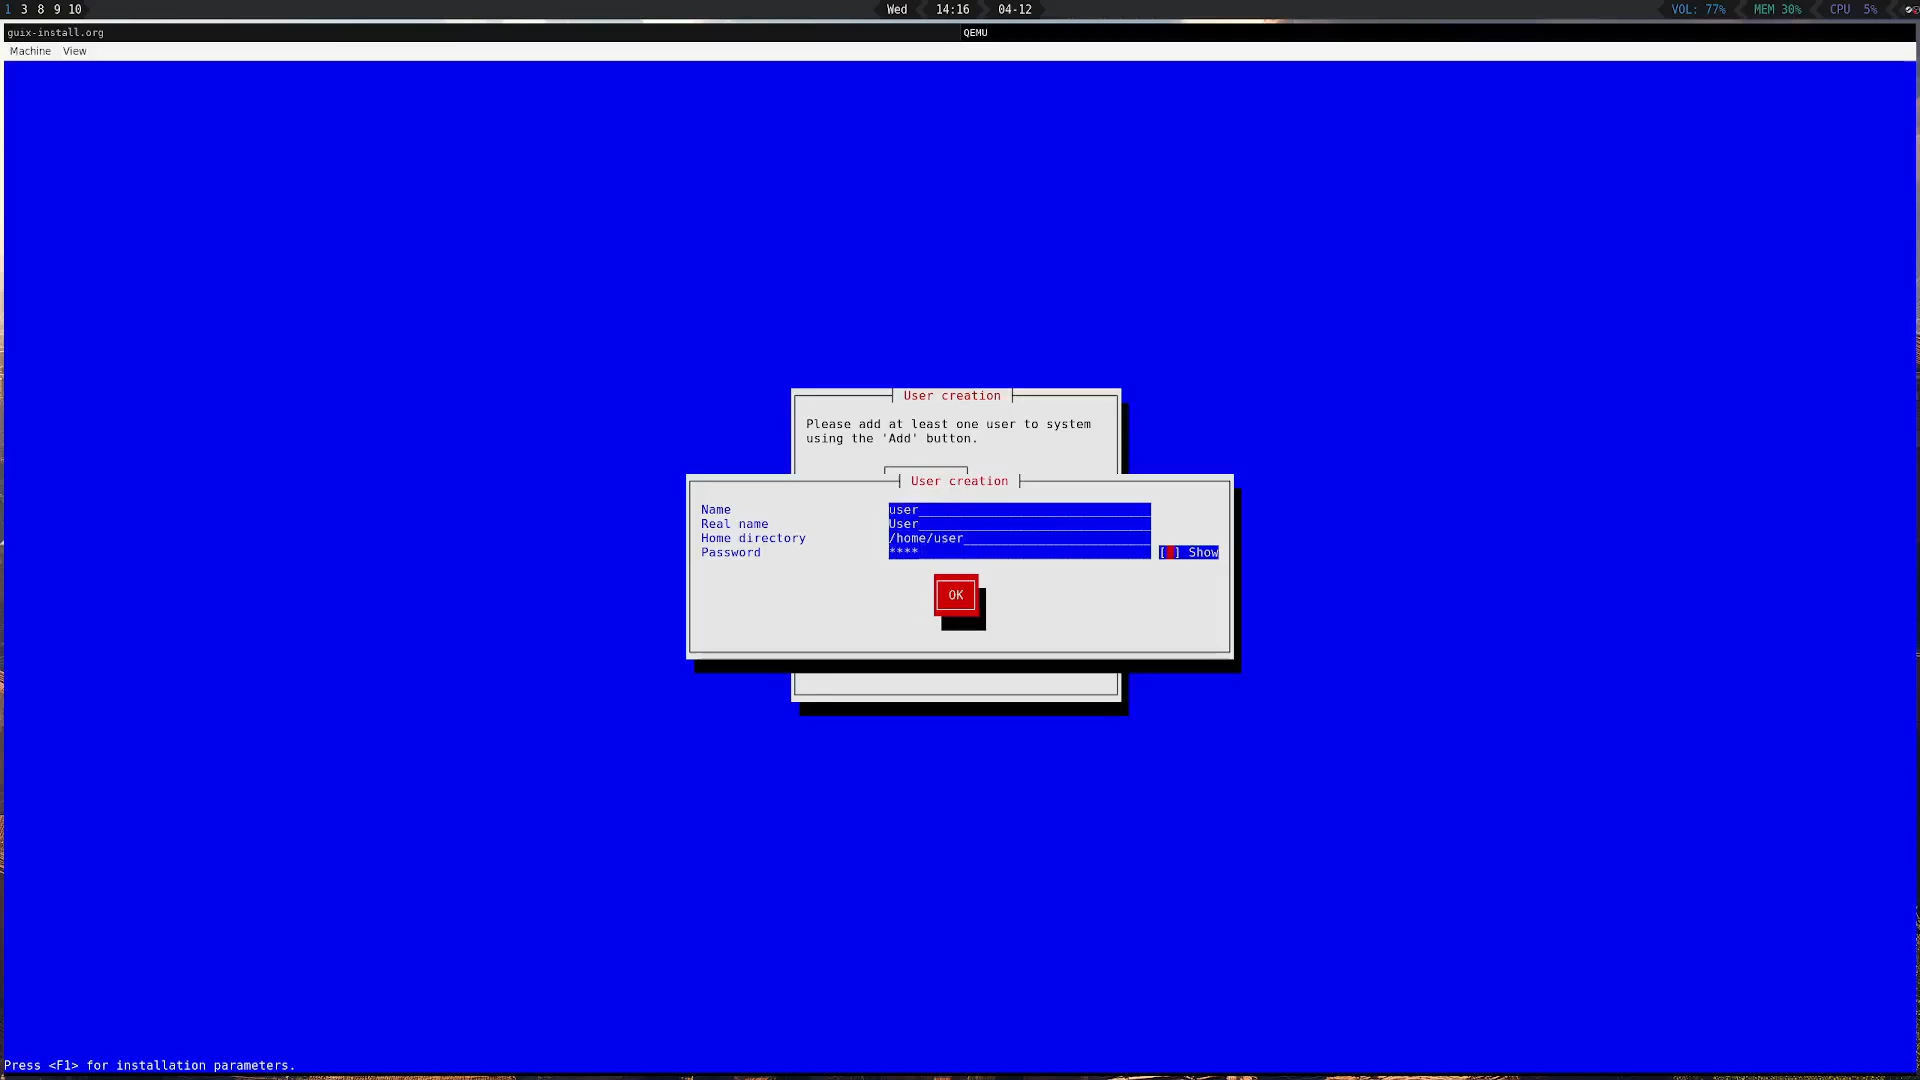 1 3 8 9 10
Wed 14:16 04-12
VOL: 77% MEM 30% CPU 5%
guix-install.org
QEMU
Machine View
User creation
Please add at least one user to system
using the 'Add' button.
User creation
Name user
Real name User
Home directory /home/user
Password **** [ ] Show
OK
Press <F1> for installation parameters.